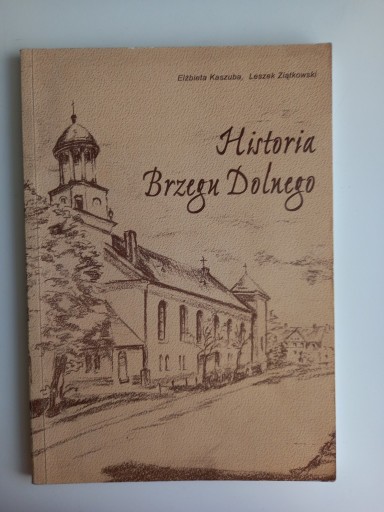 Elżbieta Kaszuba, Leszek Ziątkowski
Historia
Brzegu Dolnego